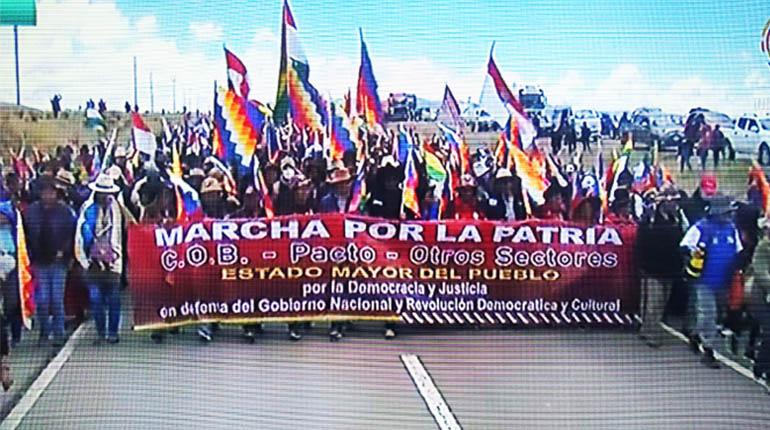 MARCHA POR LA PATRIA
C.O.B. - Pacto - Otros Sectores
ESTADO MAYOR DEL PUEBLO
por la Democracia y Justicia
en defensa del Gobierno Nacional y Revolución Democratica y Cultural